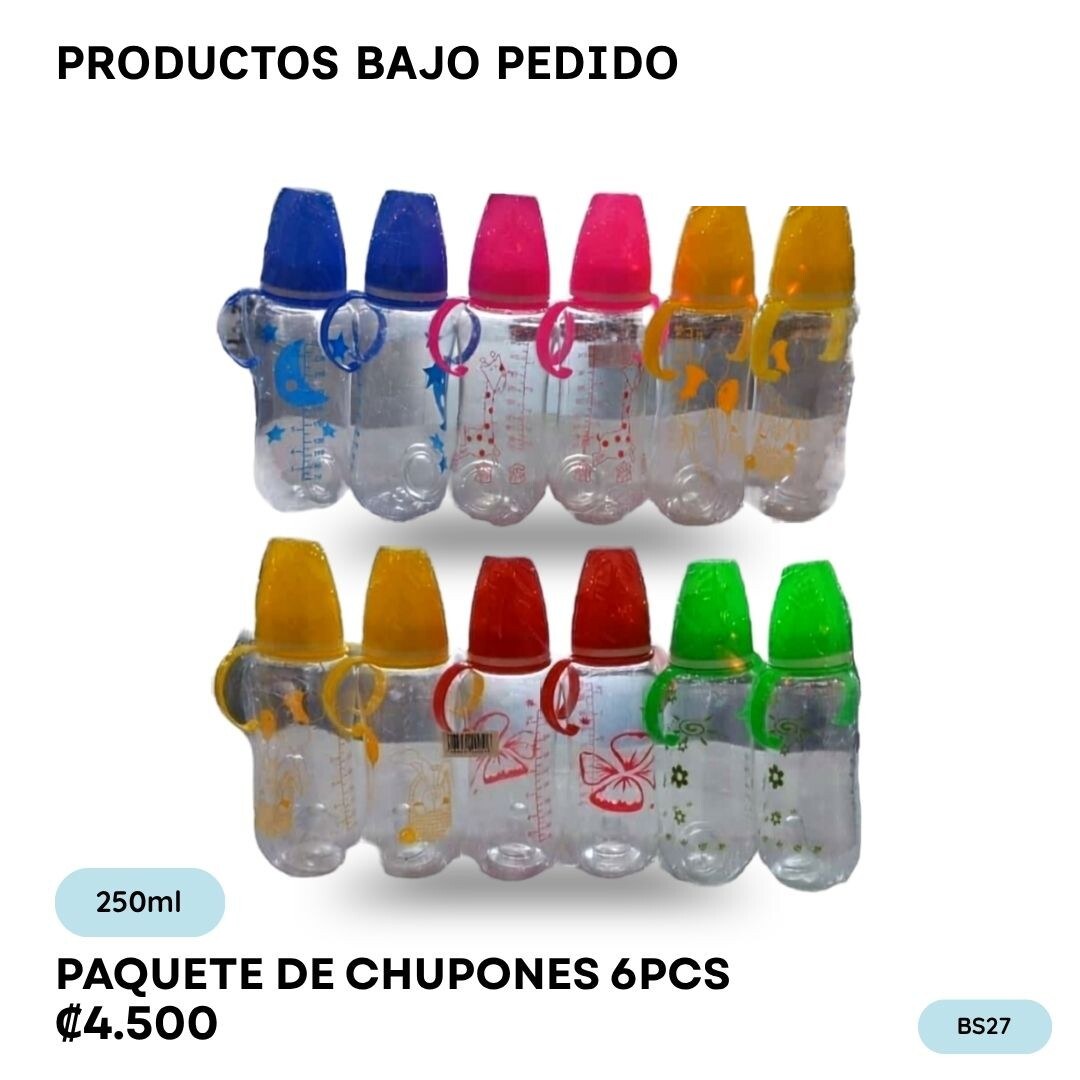 PRODUCTOS BAJO PEDIDO
250ml
PAQUETE DE CHUPONES 6PCS
₡4.500
BS27